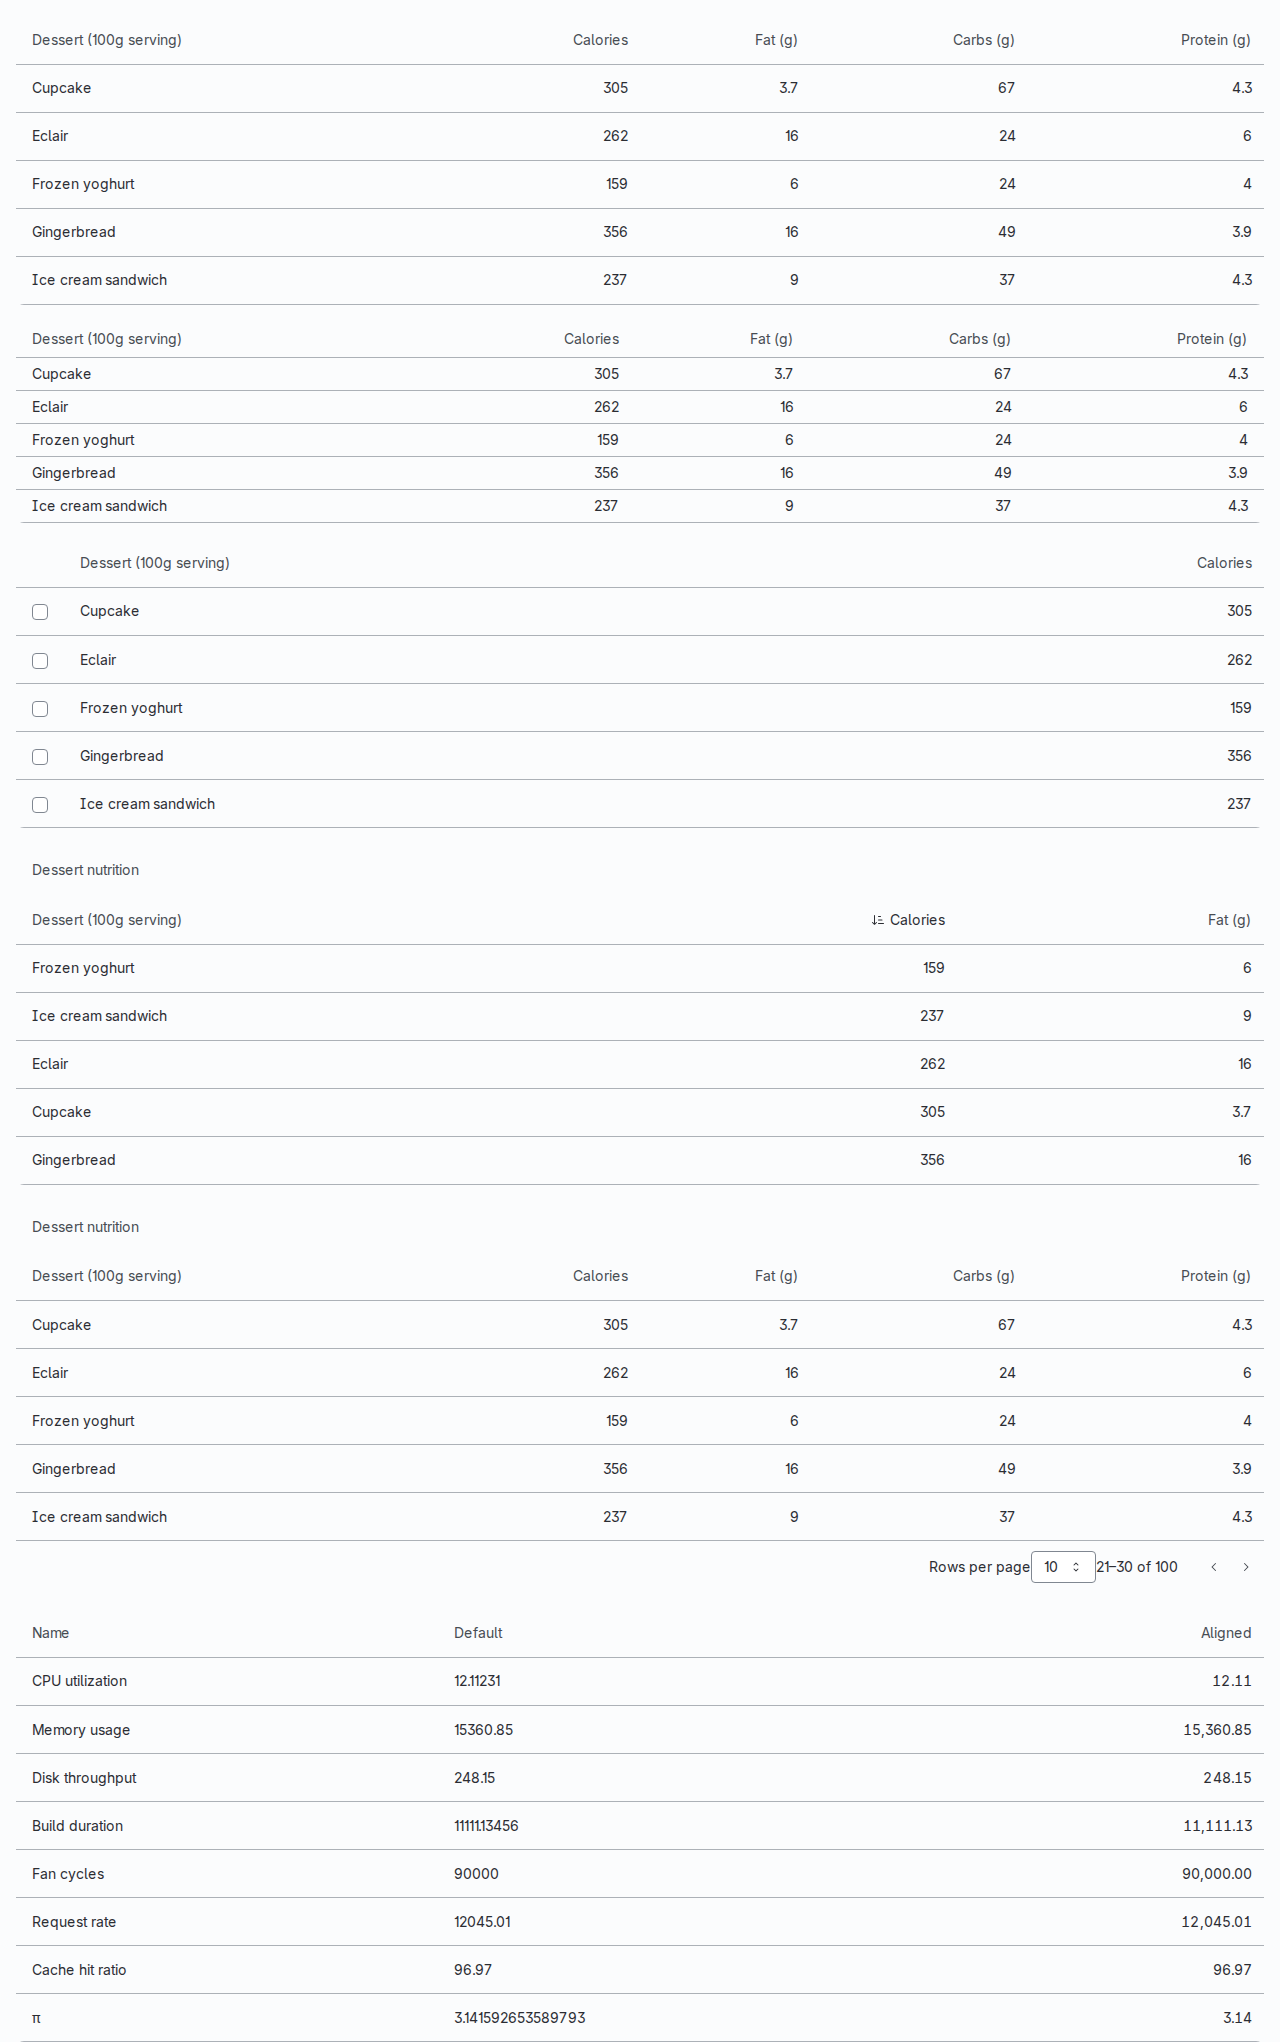 Dessert (100g serving) Calories Fat (g) Carbs (g) Protein (g)
Cupcake 305 3.7 67 4.3
Eclair 262 16 24 6
Frozen yoghurt 159 6 24 4
Gingerbread 356 16 49 3.9
Ice cream sandwich 237 9 37 4.3
Dessert (100g serving) Calories Fat (g) Carbs (g) Protein (g)
Cupcake 305 3.7 67 4.3
Eclair 262 16 24 6
Frozen yoghurt 159 6 24 4
Gingerbread 356 16 49 3.9
Ice cream sandwich 237 9 37 4.3
Dessert (100g serving) Calories
Cupcake 305
Eclair 262
Frozen yoghurt 159
Gingerbread 356
Ice cream sandwich 237
Dessert nutrition
Dessert (100g serving) Calories Fat (g)
Frozen yoghurt 159 6
Ice cream sandwich 237 9
Eclair 262 16
Cupcake 305 3.7
Gingerbread 356 16
Dessert nutrition
Dessert (100g serving) Calories Fat (g) Carbs (g) Protein (g)
Cupcake 305 3.7 67 4.3
Eclair 262 16 24 6
Frozen yoghurt 159 6 24 4
Gingerbread 356 16 49 3.9
Ice cream sandwich 237 9 37 4.3
Rows per page 10 21–30 of 100
Name Default Aligned
CPU utilization 12.11231 12.11
Memory usage 15360.85 15,360.85
Disk throughput 248.15 248.15
Build duration 11111.13456 11,111.13
Fan cycles 90000 90,000.00
Request rate 12045.01 12,045.01
Cache hit ratio 96.97 96.97
π 3.141592653589793 3.14